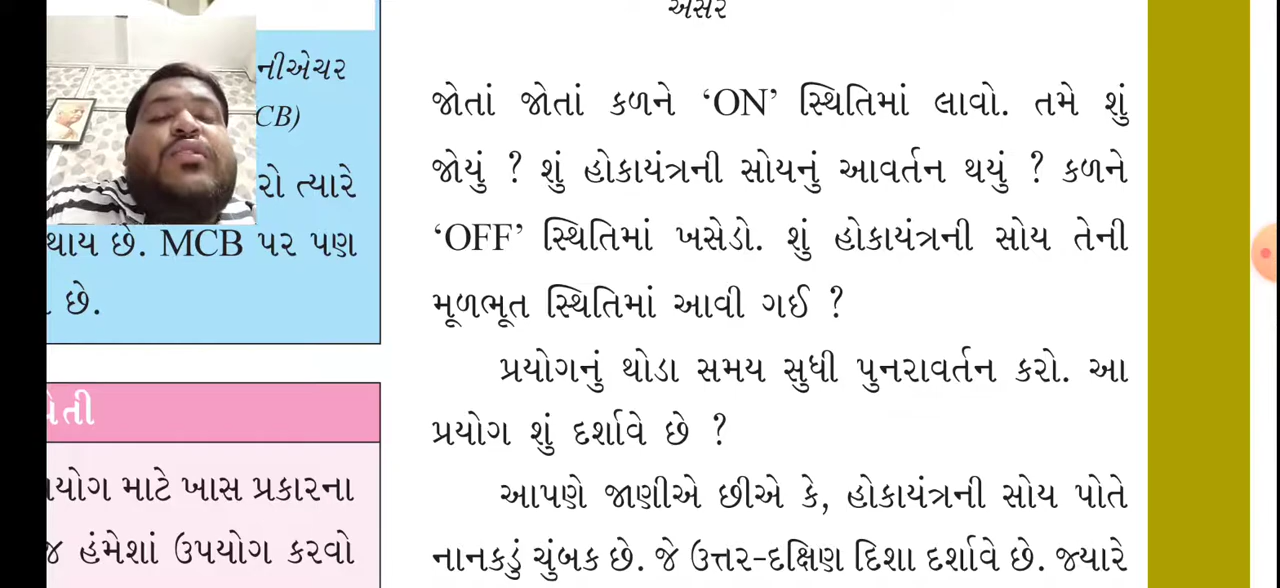 નીએચર
CB)
રો ત્યારે
થાય છે. MCB પર પણ
છે.
યોગ માટે ખાસ પ્રકારના
હંમેશાં ઉપયોગ કરવો
અસર
જોતાં જોતાં કળને ‘ON’ સ્થિતિમાં લાવો. તમે શું
જોયું ? શું હોકાયંત્રની સોયનું આવર્તન થયું ? કળને
‘OFF’ સ્થિતિમાં ખસેડો. શું હોકાયંત્રની સોય તેની
મૂળભૂત સ્થિતિમાં આવી ગઈ ?
પ્રયોગનું થોડા સમય સુધી પુનરાવર્તન કરો. આ
પ્રયોગ શું દર્શાવે છે ?
આપણે જાણીએ છીએ કે, હોકાયંત્રની સોય પોતે
નાનકડું ચુંબક છે. જે ઉત્તર-દક્ષિણ દિશા દર્શાવે છે. જ્યારે